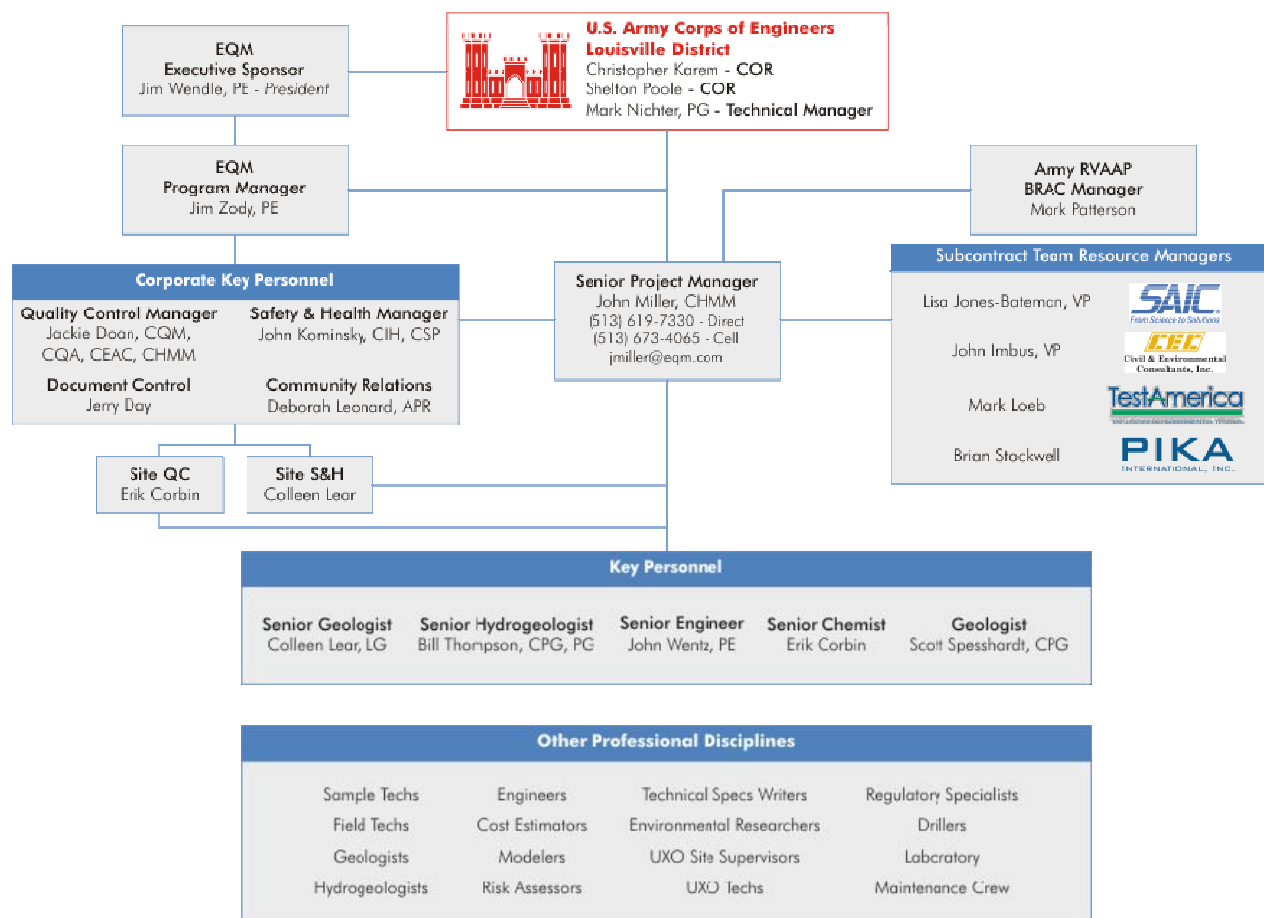 EQM
Executive Sponsor
Jim Wendle, PE - President
U.S. Army Corps of Engineers
Louisville District
Christopher Karem - COR
Shelton Poole - COR
Mark Nichter, PG - Technical Manager
EQM
Program Manager
Jim Zody, PE
Army RVAAP
BRAC Manager
Mark Patterson
Corporate Key Personnel
Quality Control Manager
Jackie Doan, CQM,
CQA, CEAC, CHMM
Safety & Health Manager
John Kominsky, CIH, CSP
Document Control
Jerry Day
Community Relations
Deborah Leonard, APR
Senior Project Manager
John Miller, CHMM
(513) 619-7330 - Direct
(513) 673-4065 - Cell
jmiller@eqm.com
Subcontract Team Resource Managers
Lisa Jones-Bateman, VP
SAIC
From Science to Solutions
John Imbus, VP
CEC
Civil & Environmental
Consultants, Inc.
Mark Loeb
TestAmerica
Brian Stockwell
PIKA
INTERNATIONAL, INC.
Site QC
Erik Corbin
Site S&H
Colleen Lear
Key Personnel
Senior Geologist
Colleen Lear, LG
Senior Hydrogeologist
Bill Thompson, CPG, PG
Senior Engineer
John Wentz, PE
Senior Chemist
Erik Corbin
Geologist
Scott Spesshardt, CPG
Other Professional Disciplines
Sample Techs
Field Techs
Geologists
Hydrogeologists
Engineers
Cost Estimators
Modelers
Risk Assessors
Technical Specs Writers
Environmental Researchers
UXO Site Supervisors
UXO Techs
Regulatory Specialists
Drillers
Laboratory
Maintenance Crew